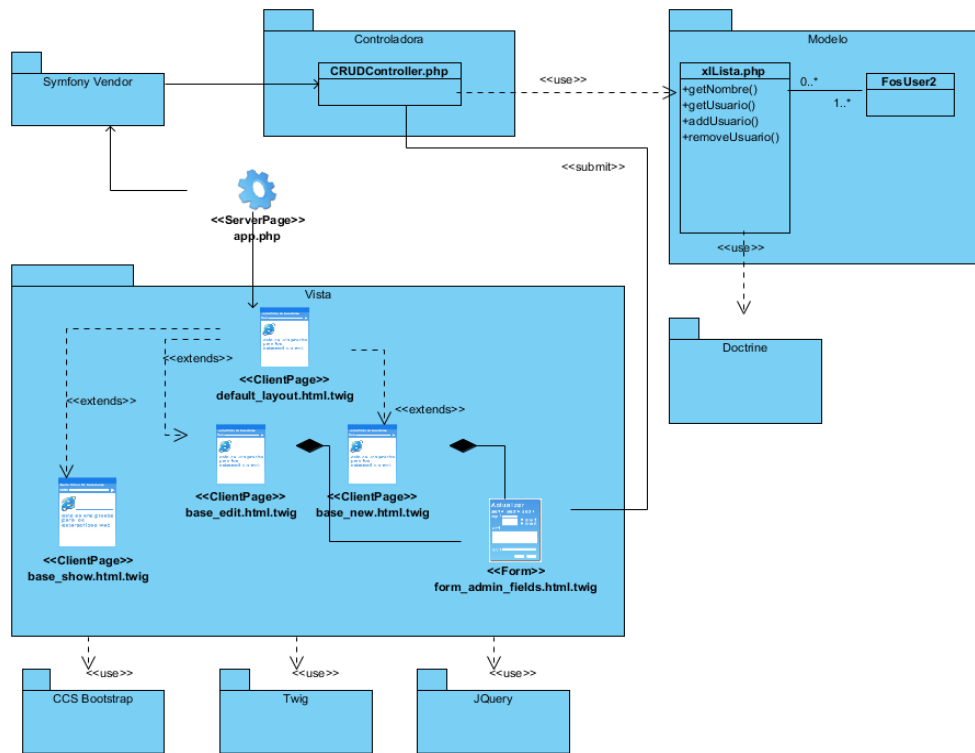 Controladora
Modelo
CRUDController.php
xlLista.php
FosUser2
Symfony Vendor
<<use>>
0..*
1..*
+getNombre()
+getUsuario()
+addUsuario()
+removeUsuario()
<<submit>>
<<ServerPage>>
app.php
<<use>>
Vista
Doctrine
<<extends>>
<<ClientPage>>
default_layout.html.twig
<<extends>>
<<extends>>
<<ClientPage>>
base_edit.html.twig
<<ClientPage>>
base_new.html.twig
Actualizar
<<ClientPage>>
base_show.html.twig
<<Form>>
form_admin_fields.html.twig
<<use>>
<<use>>
<<use>>
CCS Bootstrap
Twig
JQuery